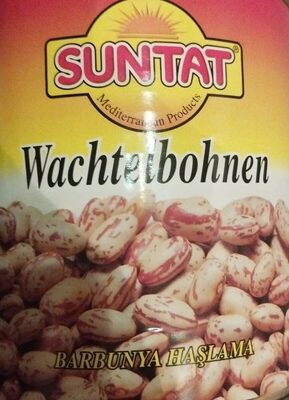 SUNTAT®
Mediterranean Products
Wachtelbohnen
BARBUNYA HAŞLAMA